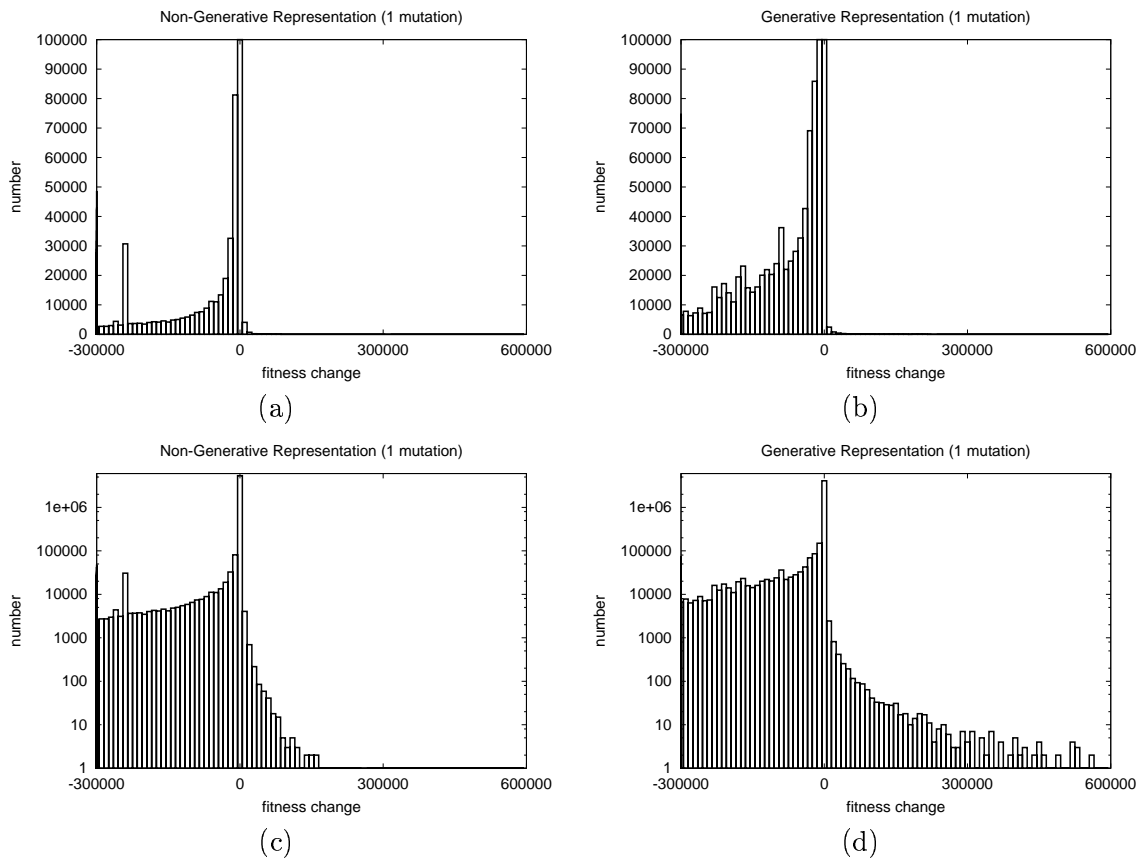 Non-Generative Representation (1 mutation)
100000
90000
80000
70000
60000
50000
40000
30000
20000
10000
0
number
-300000 0 300000 600000
fitness change
(a)
Generative Representation (1 mutation)
100000
90000
80000
70000
60000
50000
40000
30000
20000
10000
0
number
-300000 0 300000 600000
fitness change
(b)
Non-Generative Representation (1 mutation)
1e+06
100000
10000
1000
100
10
1
number
-300000 0 300000 600000
fitness change
(c)
Generative Representation (1 mutation)
1e+06
100000
10000
1000
100
10
1
number
-300000 0 300000 600000
fitness change
(d)